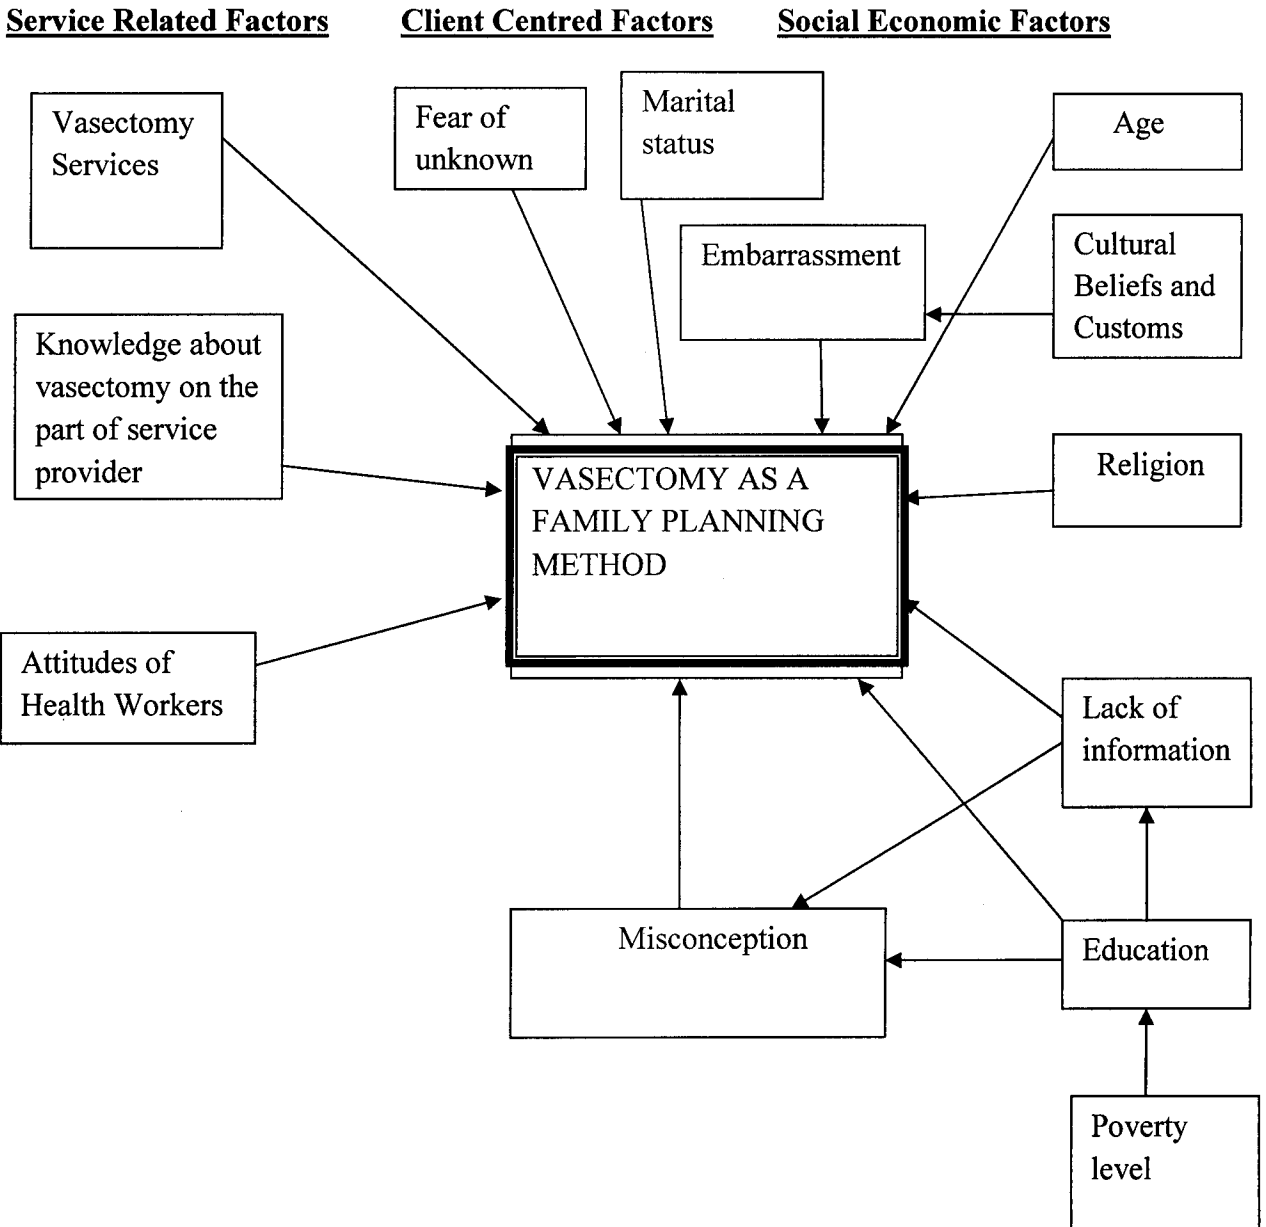 Service Related Factors
Client Centred Factors
Social Economic Factors
Vasectomy
Services
Fear of
unknown
Marital
status
Age
Embarrassment
Cultural
Beliefs and
Customs
Knowledge about
vasectomy on the
part of service
provider
VASECTOMY AS A
FAMILY PLANNING
METHOD
Religion
Attitudes of
Health Workers
Lack of
information
Misconception
Education
Poverty
level